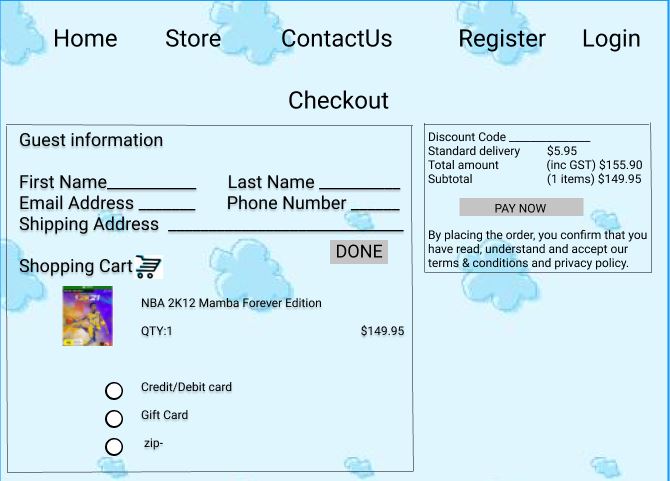 Home Store ContactUs Register Login
Checkout
Guest information
First Name__________ Last Name _________
Email Address _______ Phone Number ______
Shipping Address __________________________
DONE
Shopping Cart
2K21
NBA 2K12 Mamba Forever Edition
QTY:1 $149.95
Credit/Debit card
Gift Card
zip-
Discount Code _____________
Standard delivery $5.95
Total amount (inc GST) $155.90
Subtotal (1 items) $149.95
PAY NOW
By placing the order, you confirm that you
have read, understand and accept our
terms & conditions and privacy policy.